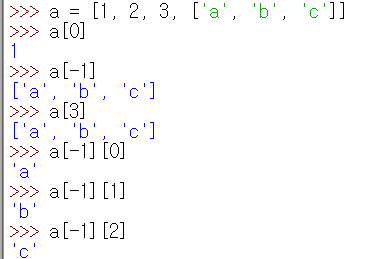 >>> a = [1, 2, 3, ['a', 'b', 'c']]
>>> a[0]
1
>>> a[-1]
['a', 'b', 'c']
>>> a[3]
['a', 'b', 'c']
>>> a[-1][0]
'a'
>>> a[-1][1]
'b'
>>> a[-1][2]
'c'